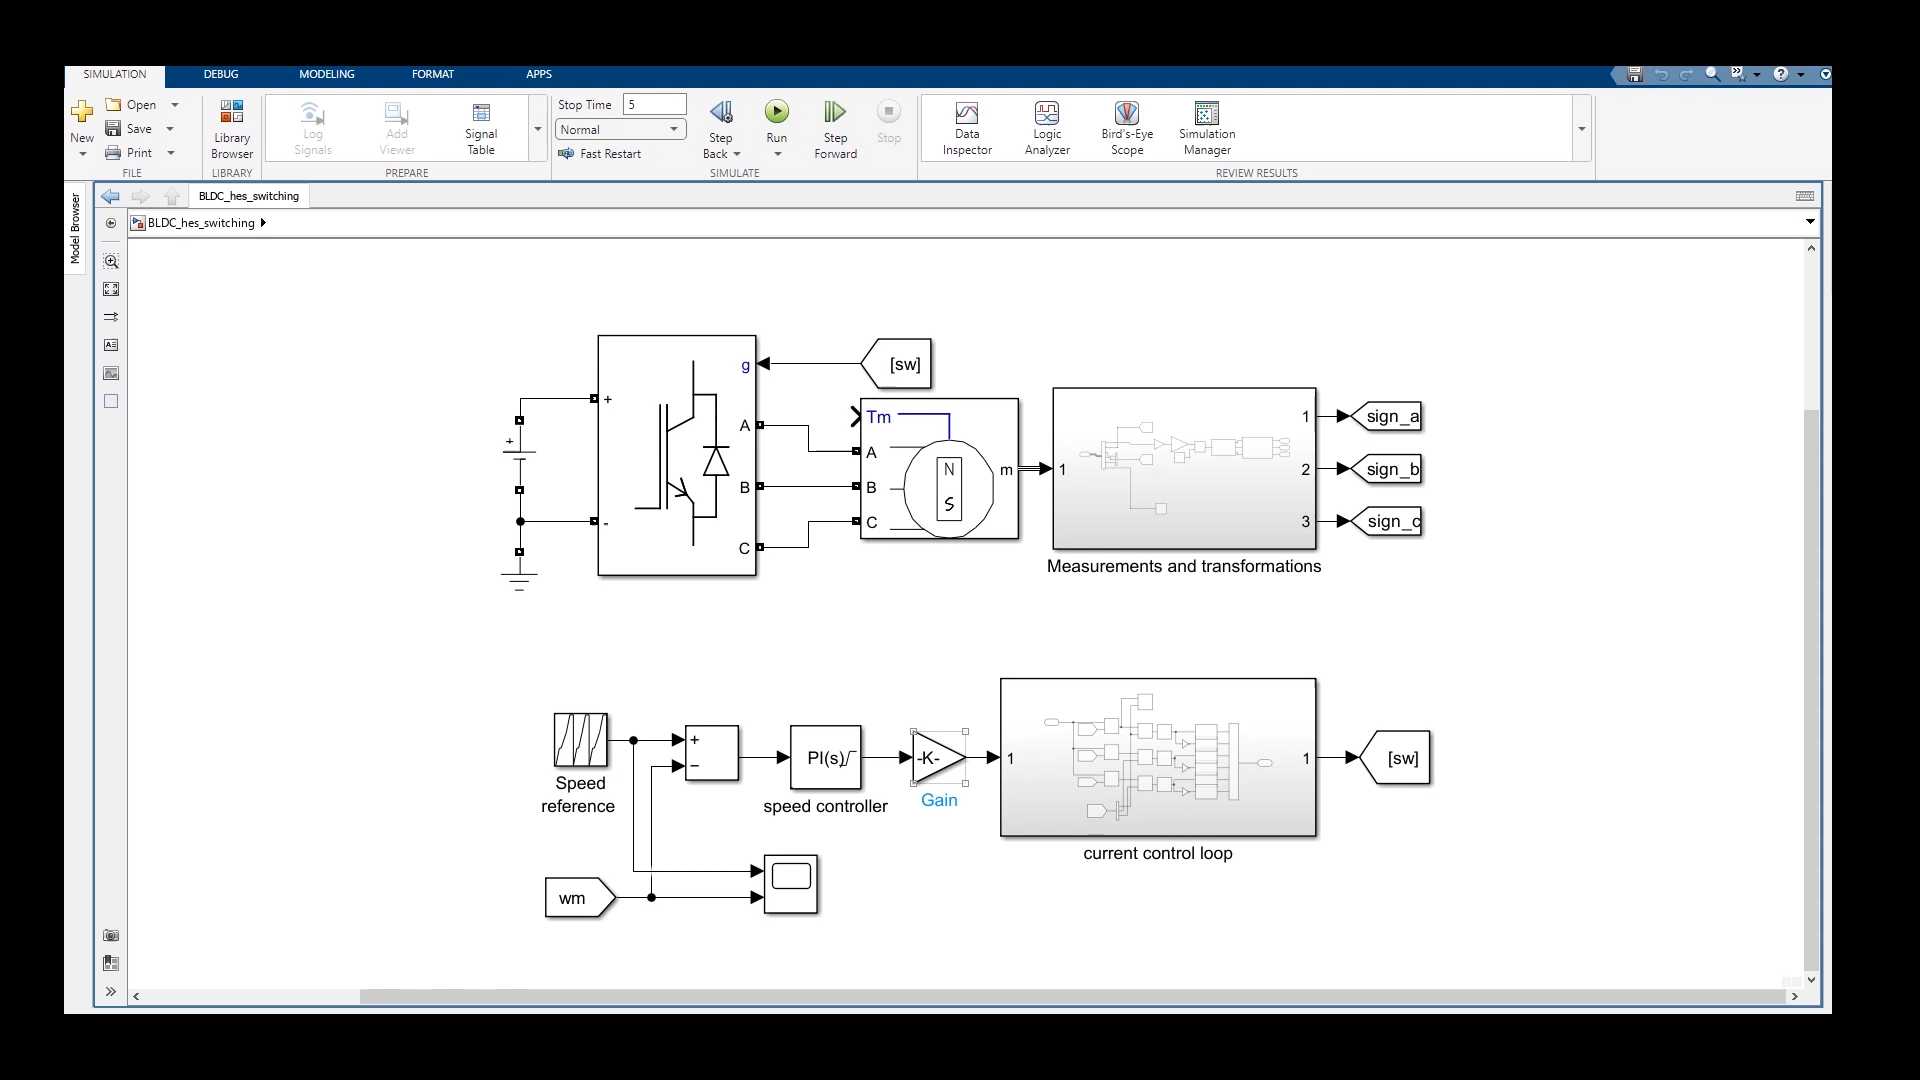 SIMULATION DEBUG MODELING FORMAT APPS
New
Open
Save
Print
FILE
Library
Browser
LIBRARY
Log
Signals
Add
Viewer
Signal
Table
PREPARE
Stop Time 5
Normal
Fast Restart
Step
Back
Run
Step
Forward
Stop
SIMULATE
Data
Inspector
Logic
Analyzer
Bird's-Eye
Scope
Simulation
Manager
REVIEW RESULTS
Model Browser
BLDC_hes_switching
BLDC_hes_switching
g
[sw]
+
+
-
A
B
C
Tm
A
B
C
N
S
m
1
1
2
3
sign_a
sign_b
sign_c
Measurements and transformations
Speed
reference
+
−
PI(s)
speed controller
-K-
Gain
1
1
current control loop
[sw]
wm